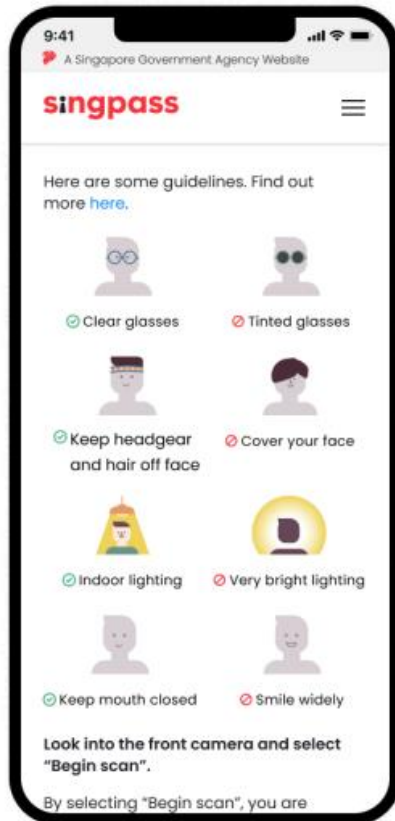 9:41
A Singapore Government Agency Website
singpass
Here are some guidelines. Find out
more here.
Clear glasses
Tinted glasses
Keep headgear
and hair off face
Cover your face
Indoor lighting
Very bright lighting
Keep mouth closed
Smile widely
Look into the front camera and select
“Begin scan”.
By selecting “Begin scan”, you are